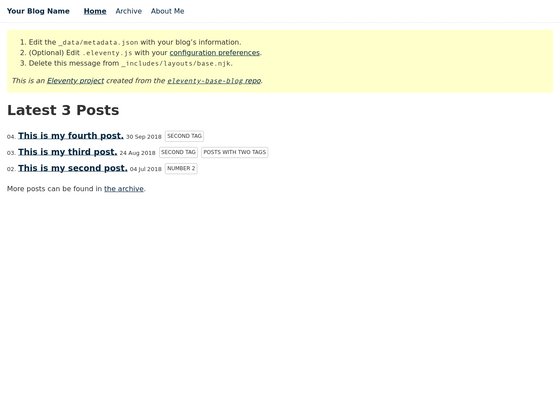 Your Blog Name Home Archive About Me
1. Edit the _data/metadata.json with your blog’s information.
2. (Optional) Edit .eleventy.js with your configuration preferences.
3. Delete this message from _includes/layouts/base.njk.
This is an Eleventy project created from the eleventy-base-blog repo.
Latest 3 Posts
04. This is my fourth post. 30 Sep 2018 SECOND TAG
03. This is my third post. 24 Aug 2018 SECOND TAG POSTS WITH TWO TAGS
02. This is my second post. 04 Jul 2018 NUMBER 2
More posts can be found in the archive.